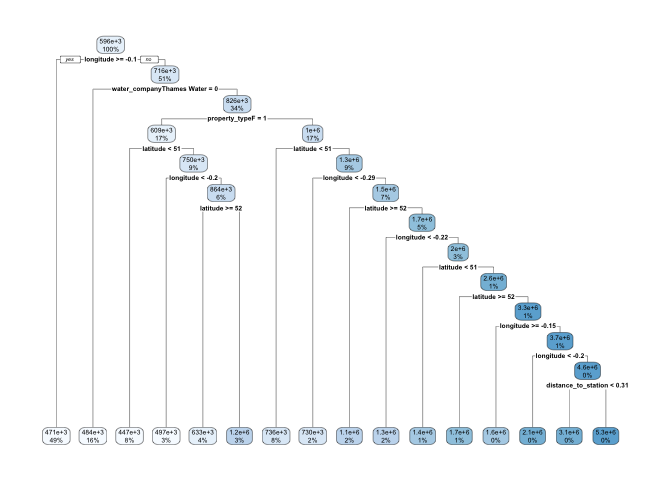 596e+3
100%
yes longitude >= -0.1 no
716e+3
51%
water_companyThames Water = 0
826e+3
34%
property_typeF = 1
609e+3 1e+6
17% 17%
latitude < 51 latitude < 51
750e+3 1.3e+6
9% 9%
longitude < -0.2 longitude < -0.29
864e+3 1.5e+6
6% 7%
latitude >= 52 latitude >= 52
1.7e+6
5%
longitude < -0.22
2e+6
3%
latitude < 51
2.6e+6
1%
latitude >= 52
3.3e+6
1%
longitude >= -0.15
3.7e+6
1%
longitude < -0.2
4.6e+6
0%
distance_to_station < 0.31
471e+3 484e+3 447e+3 497e+3 633e+3 1.2e+6 736e+3 730e+3 1.1e+6 1.3e+6 1.4e+6 1.7e+6 1.6e+6 2.1e+6 3.1e+6 5.3e+6
49% 16% 8% 3% 4% 3% 8% 2% 2% 2% 1% 1% 0% 0% 0% 0%